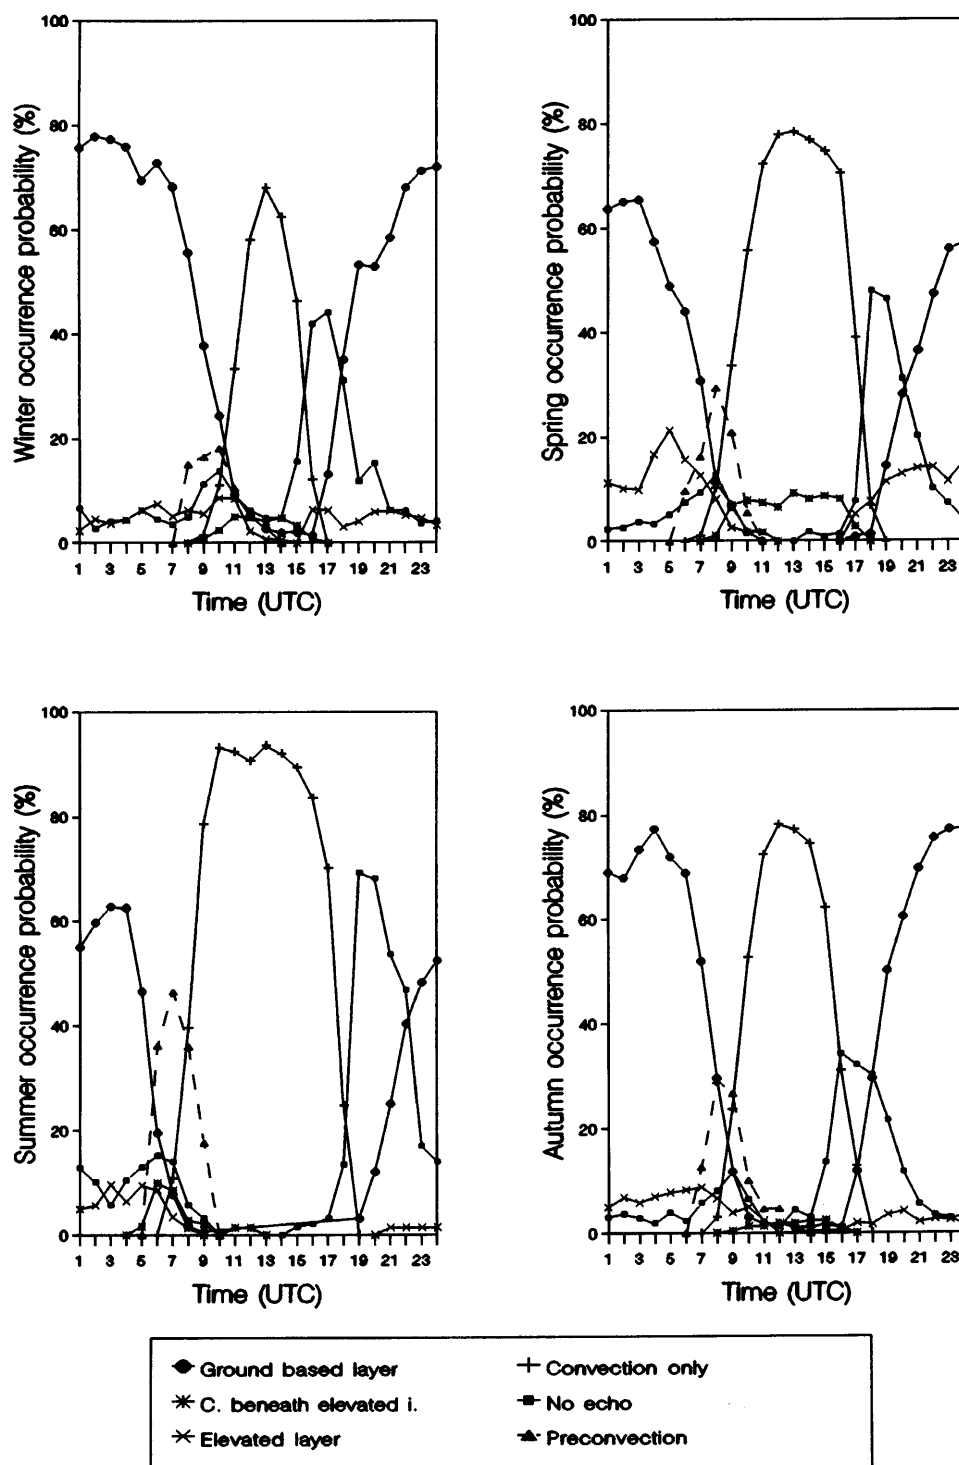 100
80
60
40
20
0
Winter occurrence probability (%)
1 3 5 7 9 11 13 15 17 19 21 23
Time (UTC)
100
80
60
40
20
0
Spring occurrence probability (%)
1 3 5 7 9 11 13 15 17 19 21 23
Time (UTC)
100
80
60
40
20
0
Summer occurrence probability (%)
1 3 5 7 9 11 13 15 17 19 21 23
Time (UTC)
100
80
60
40
20
0
Autumn occurrence probability (%)
1 3 5 7 9 11 13 15 17 19 21 23
Time (UTC)
Ground based layer
C. beneath elevated i.
Elevated layer
Convection only
No echo
Preconvection